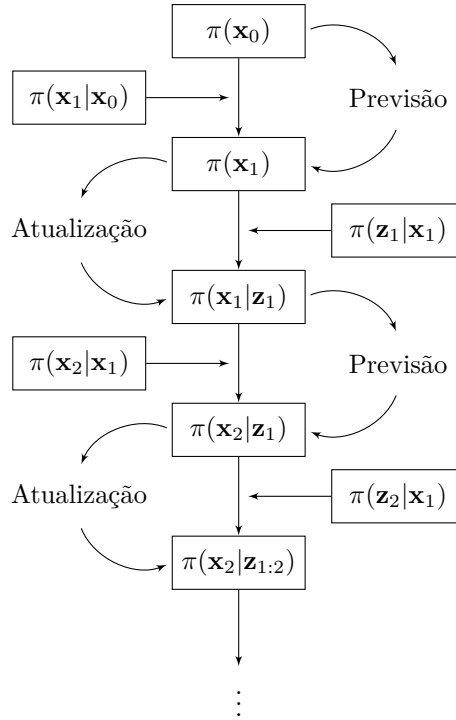 π(x₀)
π(x₁|x₀)
Previsão
π(x₁)
Atualização
π(z₁|x₁)
π(x₁|z₁)
π(x₂|x₁)
Previsão
π(x₂|z₁)
Atualização
π(z₂|x₁)
π(x₂|z₁:₂)
⋮